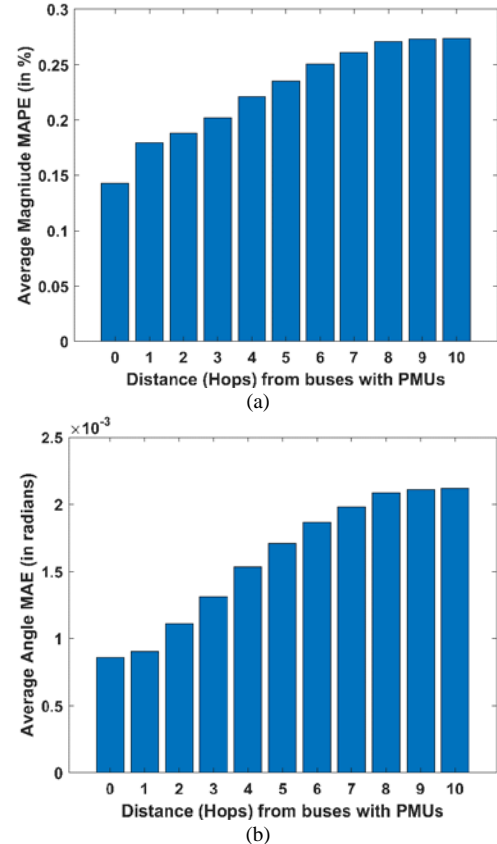 0.3
0.25
0.2
0.15
0.1
0.05
0
Average Magniude MAPE (in %)
0 1 2 3 4 5 6 7 8 9 10
Distance (Hops) from buses with PMUs
(a)
×10⁻³
2.5
2
1.5
1
0.5
0
Average Angle MAE (in radians)
0 1 2 3 4 5 6 7 8 9 10
Distance (Hops) from buses with PMUs
(b)